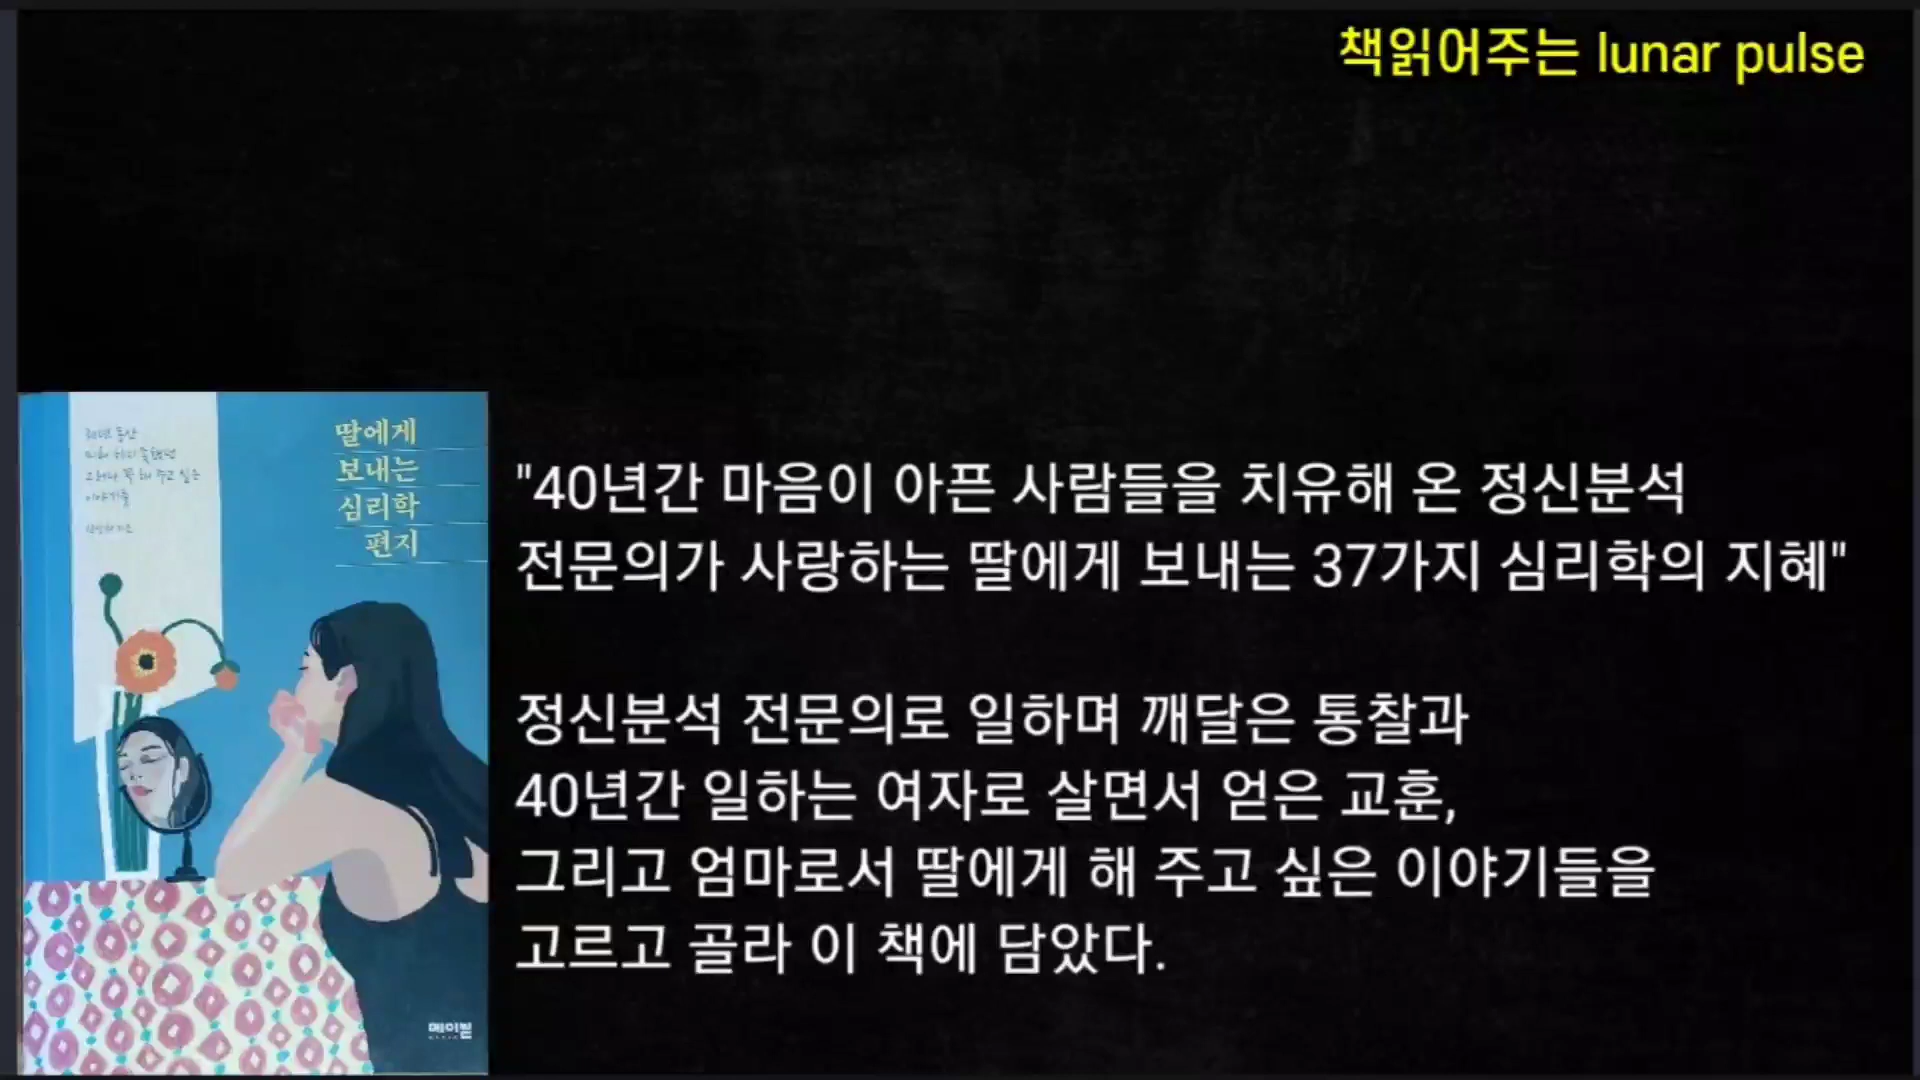 책읽어주는 lunar pulse
딸에게
보내는
심리학
편지
"40년간 마음이 아픈 사람들을 치유해 온 정신분석
전문의가 사랑하는 딸에게 보내는 37가지 심리학의 지혜"
정신분석 전문의로 일하며 깨달은 통찰과
40년간 일하는 여자로 살면서 얻은 교훈,
그리고 엄마로서 딸에게 해 주고 싶은 이야기들을
고르고 골라 이 책에 담았다.
메이븐